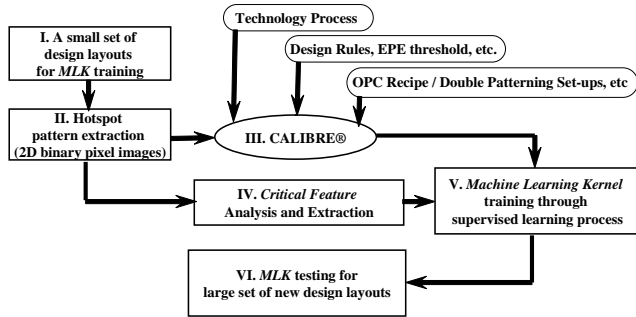 Technology Process
I. A small set of
design layouts
for MLK training
Design Rules, EPE threshold, etc.
OPC Recipe / Double Patterning Set-ups, etc
II. Hotspot
pattern extraction
(2D binary pixel images)
III. CALIBRE®
IV. Critical Feature
Analysis and Extraction
V. Machine Learning Kernel
training through
supervised learning process
VI. MLK testing for
large set of new design layouts